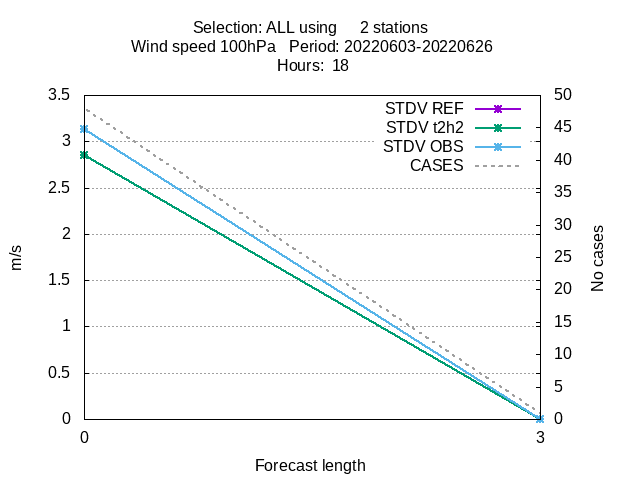 Selection: ALL using 2 stations
Wind speed 100hPa Period: 20220603-20220626
Hours: 18
STDV REF
STDV t2h2
STDV OBS
CASES
3.5
3
2.5
2
1.5
1
0.5
0
m/s
50
45
40
35
30
25
20
15
10
5
0
No cases
0 3
Forecast length